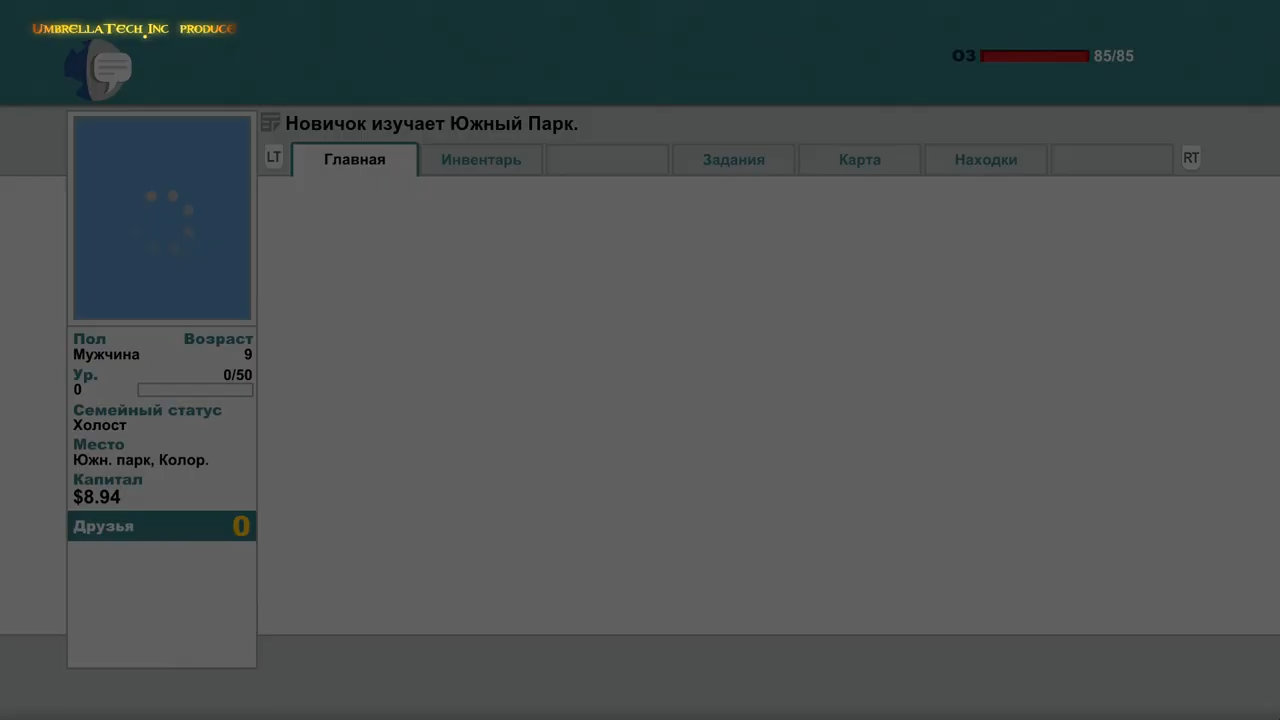 UmbrellaTech.Inc produce
ОЗ 85/85
Новичок изучает Южный Парк.
LT Главная Инвентарь Задания Карта Находки RT
Пол Возраст
Мужчина 9
Ур. 0/50
0
Семейный статус
Холост
Место
Южн. парк, Колор.
Капитал
$8.94
Друзья 0